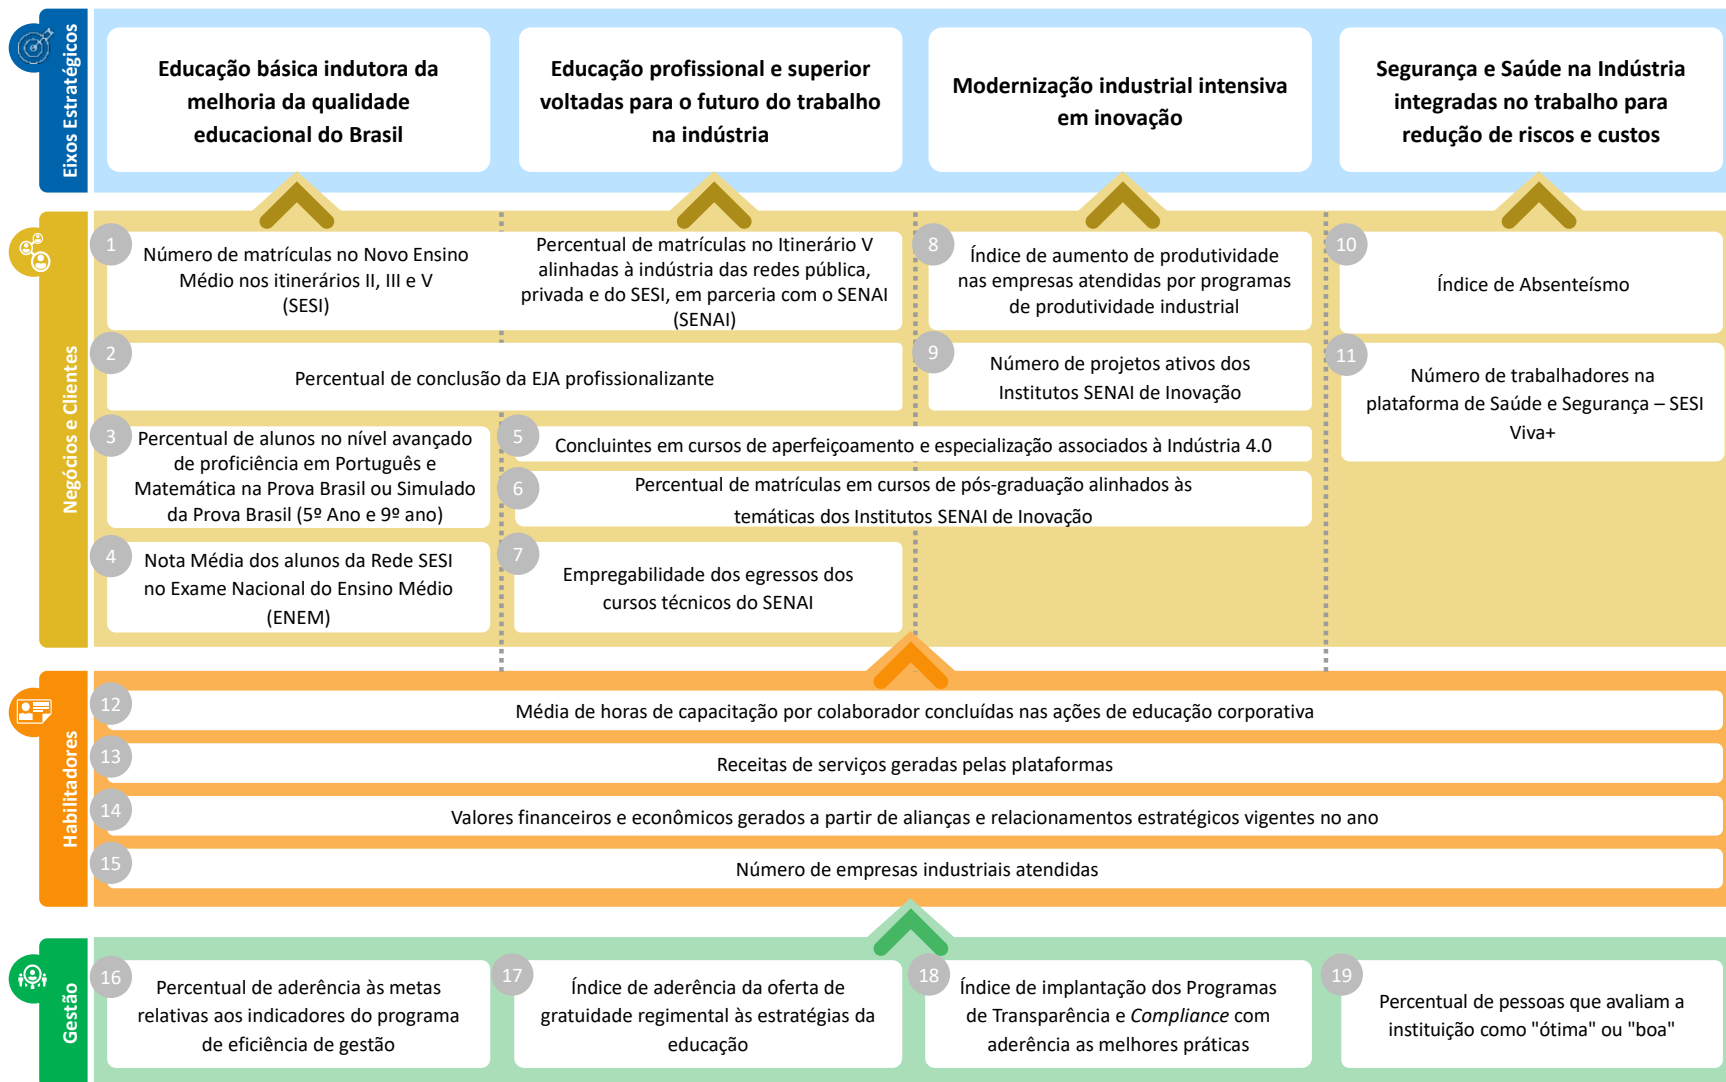 Eixos Estratégicos
Educação básica indutora da
melhoria da qualidade
educacional do Brasil
Educação profissional e superior
voltadas para o futuro do trabalho
na indústria
Modernização industrial intensiva
em inovação
Segurança e Saúde na Indústria
integradas no trabalho para
redução de riscos e custos
Negócios e Clientes
1
Número de matrículas no Novo Ensino
Médio nos itinerários II, III e V
(SESI)
Percentual de matrículas no Itinerário V
alinhadas à indústria das redes pública,
privada e do SESI, em parceria com o SENAI
(SENAI)
2
Percentual de conclusão da EJA profissionalizante
3
Percentual de alunos no nível avançado
de proficiência em Português e
Matemática na Prova Brasil ou Simulado
da Prova Brasil (5º Ano e 9º ano)
4
Nota Média dos alunos da Rede SESI
no Exame Nacional do Ensino Médio
(ENEM)
5
Concluintes em cursos de aperfeiçoamento e especialização associados à Indústria 4.0
6
Percentual de matrículas em cursos de pós-graduação alinhados às
temáticas dos Institutos SENAI de Inovação
7
Empregabilidade dos egressos dos
cursos técnicos do SENAI
8
Índice de aumento de produtividade
nas empresas atendidas por programas
de produtividade industrial
9
Número de projetos ativos dos
Institutos SENAI de Inovação
10
Índice de Absenteísmo
11
Número de trabalhadores na
plataforma de Saúde e Segurança – SESI
Viva+
Habilitadores
12
Média de horas de capacitação por colaborador concluídas nas ações de educação corporativa
13
Receitas de serviços geradas pelas plataformas
14
Valores financeiros e econômicos gerados a partir de alianças e relacionamentos estratégicos vigentes no ano
15
Número de empresas industriais atendidas
Gestão
16
Percentual de aderência às metas
relativas aos indicadores do programa
de eficiência de gestão
17
Índice de aderência da oferta de
gratuidade regimental às estratégias da
educação
18
Índice de implantação dos Programas
de Transparência e Compliance com
aderência as melhores práticas
19
Percentual de pessoas que avaliam a
instituição como "ótima" ou "boa"